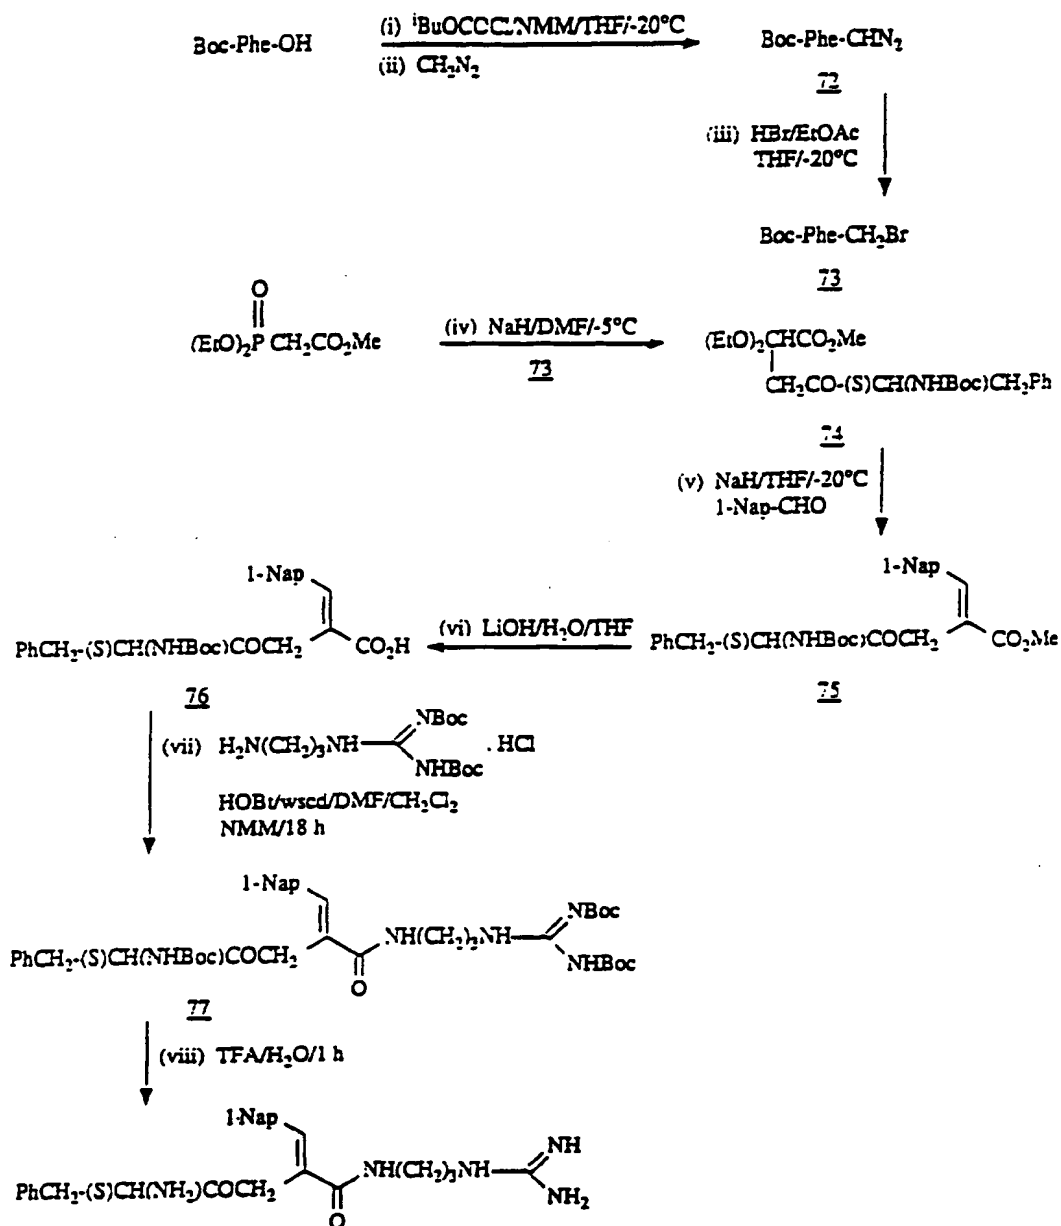 Boc-Phe-OH
(i) ⁱBuOCCCl/NMM/THF/-20°C
(ii) CH₂N₂
Boc-Phe-CHN₂
72
(iii) HBr/EtOAc
THF/-20°C
Boc-Phe-CH₂Br
73
O
(EtO)₂P CH₂CO₂Me
(iv) NaH/DMF/-5°C
73
(EtO)₂CHCO₂Me
CH₂CO-(S)CH(NHBoc)CH₂Ph
74
(v) NaH/THF/-20°C
1-Nap-CHO
1-Nap
PhCH₂-(S)CH(NHBoc)COCH₂ CO₂H
76
(vi) LiOH/H₂O/THF
1-Nap
PhCH₂-(S)CH(NHBoc)COCH₂ CO₂Me
75
(vii) H₂N(CH₂)₃NH NBoc
NHBoc
. HCl
HOBt/wscd/DMF/CH₂Cl₂
NMM/18 h
1-Nap
PhCH₂-(S)CH(NHBoc)COCH₂ NH(CH₂)₃NH NBoc
NHBoc
O
77
(viii) TFA/H₂O/1 h
1-Nap
PhCH₂-(S)CH(NH₂)COCH₂ NH(CH₂)₃NH NH
NH₂
O